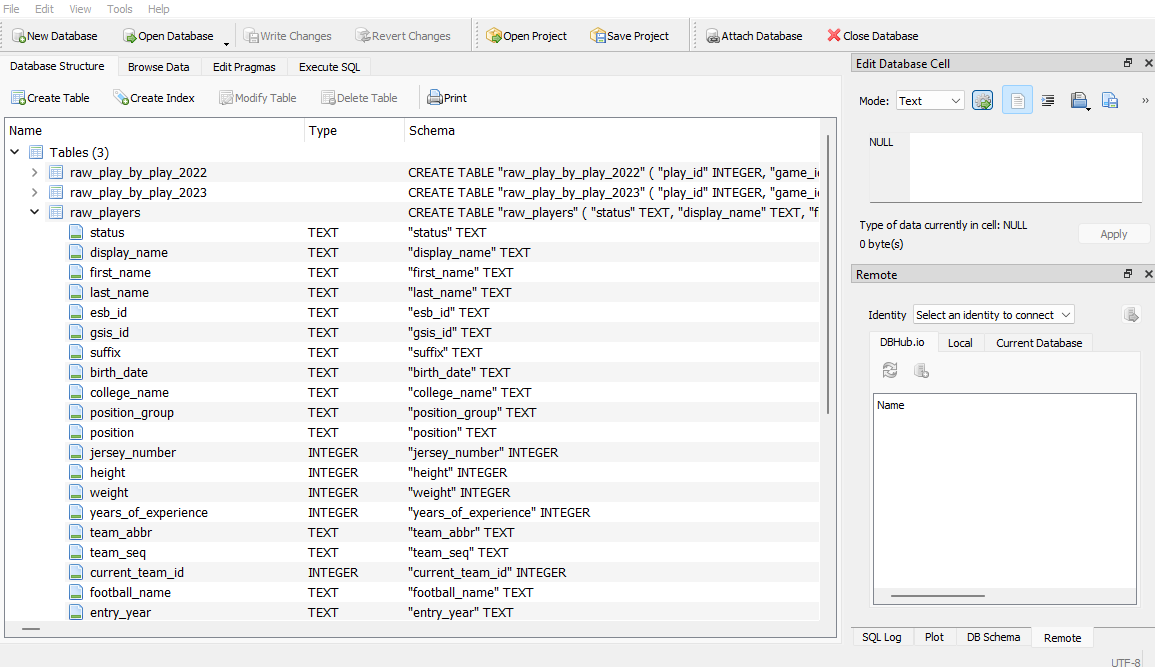 File Edit View Tools Help
New Database Open Database Write Changes Revert Changes Open Project Save Project Attach Database Close Database
Database Structure Browse Data Edit Pragmas Execute SQL
Create Table Create Index Modify Table Delete Table Print
Name Type Schema
Tables (3)
raw_play_by_play_2022 CREATE TABLE "raw_play_by_play_2022" ( "play_id" INTEGER, "game_i
raw_play_by_play_2023 CREATE TABLE "raw_play_by_play_2023" ( "play_id" INTEGER, "game_i
raw_players CREATE TABLE "raw_players" ( "status" TEXT, "display_name" TEXT, "f
status TEXT "status" TEXT
display_name TEXT "display_name" TEXT
first_name TEXT "first_name" TEXT
last_name TEXT "last_name" TEXT
esb_id TEXT "esb_id" TEXT
gsis_id TEXT "gsis_id" TEXT
suffix TEXT "suffix" TEXT
birth_date TEXT "birth_date" TEXT
college_name TEXT "college_name" TEXT
position_group TEXT "position_group" TEXT
position TEXT "position" TEXT
jersey_number INTEGER "jersey_number" INTEGER
height INTEGER "height" INTEGER
weight INTEGER "weight" INTEGER
years_of_experience INTEGER "years_of_experience" INTEGER
team_abbr TEXT "team_abbr" TEXT
team_seq TEXT "team_seq" TEXT
current_team_id INTEGER "current_team_id" INTEGER
football_name TEXT "football_name" TEXT
entry_year TEXT "entry_year" TEXT
Edit Database Cell
Mode: Text
NULL
Type of data currently in cell: NULL
0 byte(s)
Apply
Remote
Identity Select an identity to connect
DBHub.io Local Current Database
Name
SQL Log Plot DB Schema Remote
UTF-8